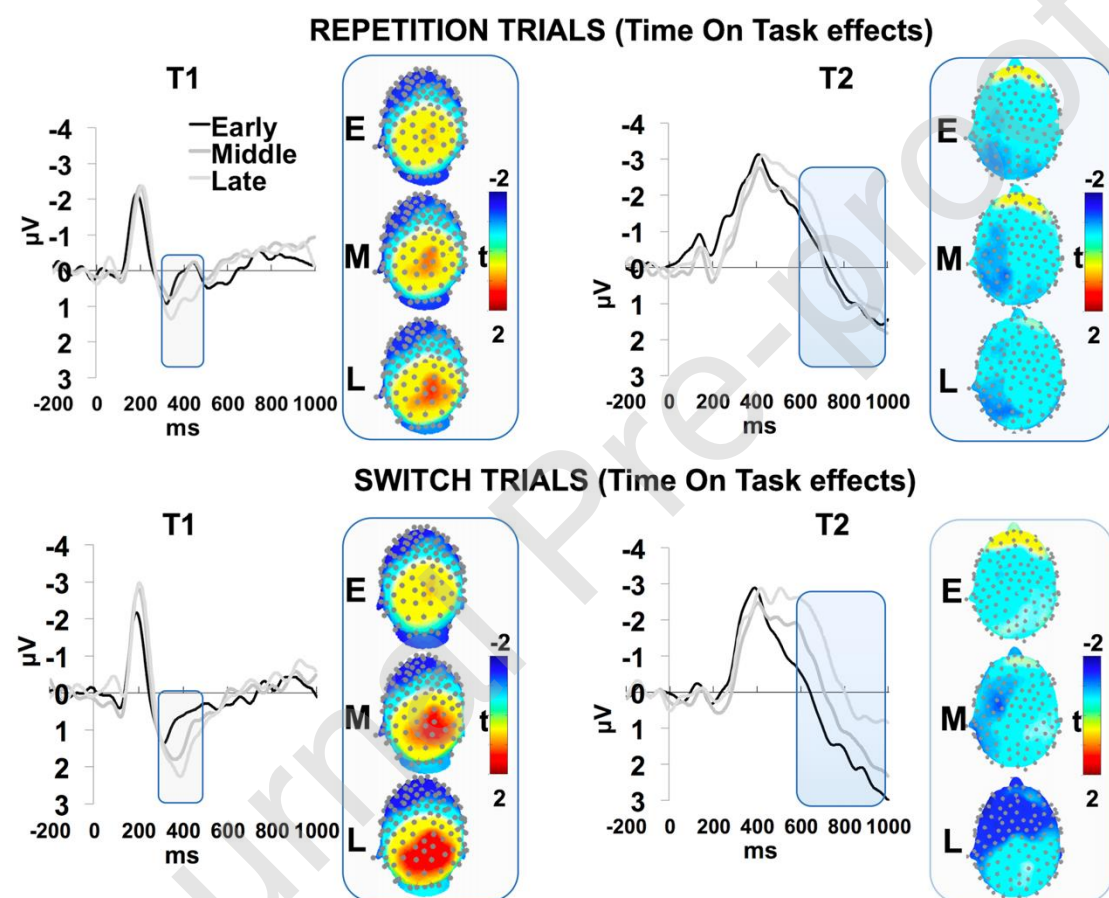 REPETITION TRIALS (Time On Task effects)
T1
Early
Middle
Late
-4
-3
-2
-1
0
1
2
3
µV
-200 0 200 400 600 800 1000
ms
E
M
L
-2
t
2
T2
-4
-3
-2
-1
0
1
2
3
µV
-200 0 200 400 600 800 1000
ms
E
M
L
-2
t
2
SWITCH TRIALS (Time On Task effects)
T1
-4
-3
-2
-1
0
1
2
3
µV
-200 0 200 400 600 800 1000
ms
E
M
L
-2
t
2
T2
-4
-3
-2
-1
0
1
2
3
µV
-200 0 200 400 600 800 1000
ms
E
M
L
-2
t
2
urnal Pre-proof